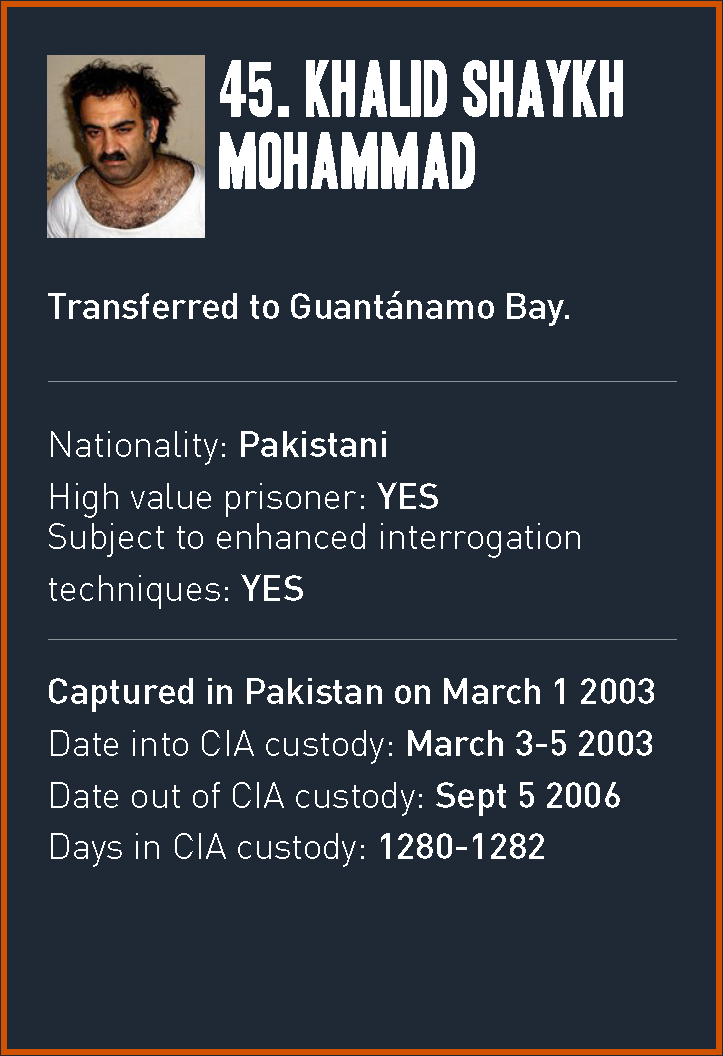 45. KHALID SHAYKH
MOHAMMAD
Transferred to Guantánamo Bay.
Nationality: Pakistani
High value prisoner: YES
Subject to enhanced interrogation
techniques: YES
Captured in Pakistan on March 1 2003
Date into CIA custody: March 3-5 2003
Date out of CIA custody: Sept 5 2006
Days in CIA custody: 1280-1282